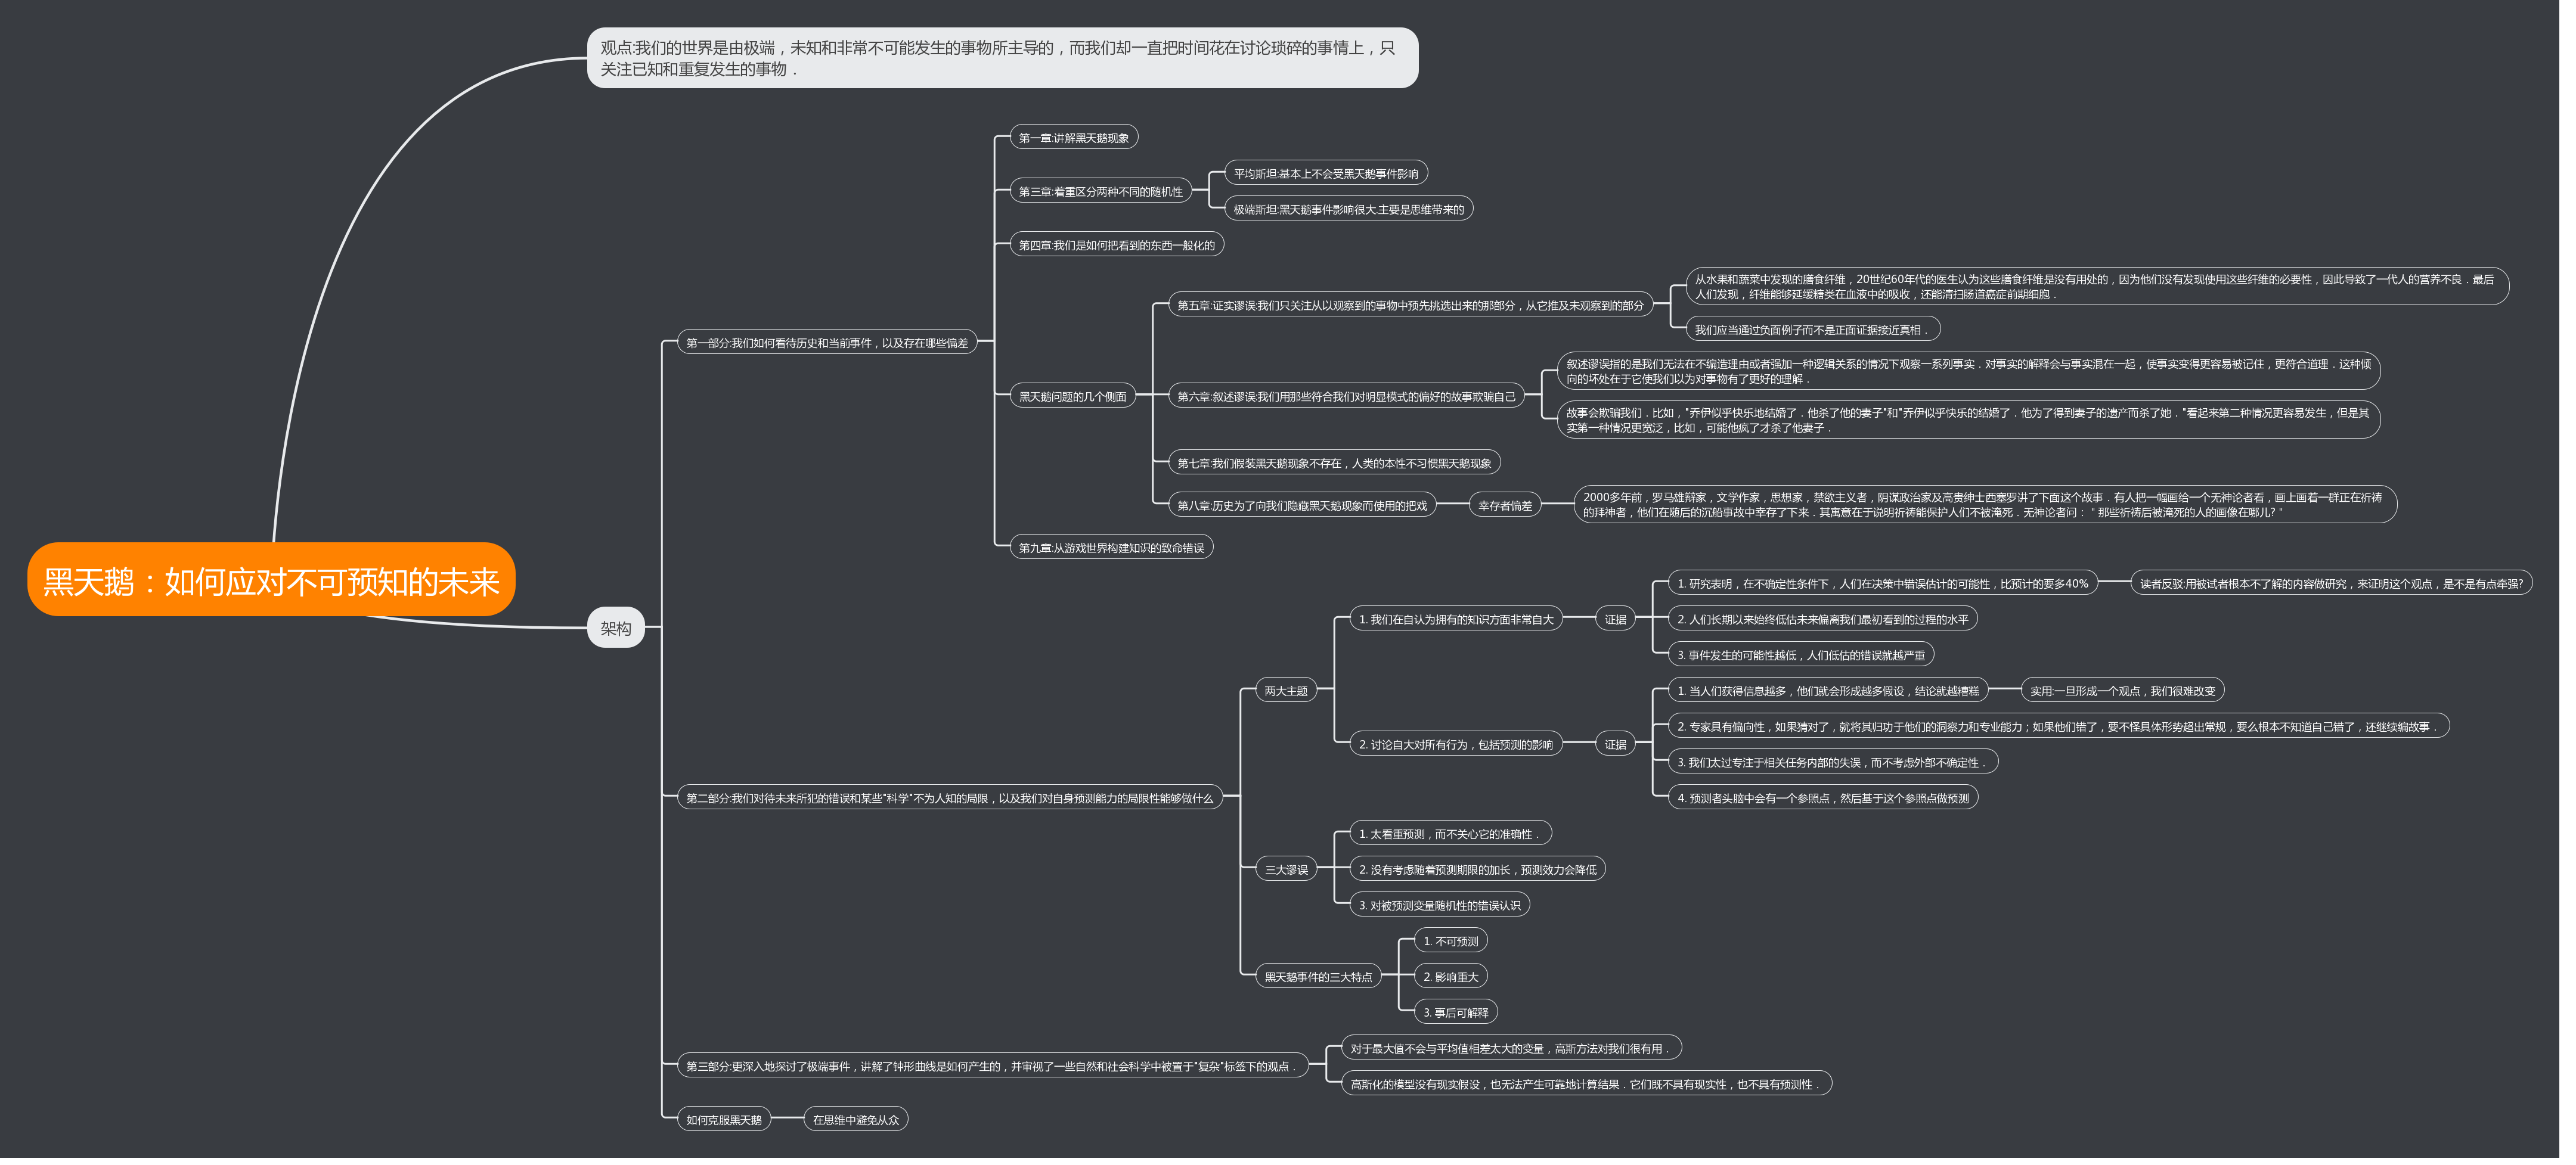 观点:我们的世界是由极端，未知和非常不可能发生的事物所主导的，而我们却一直把时间花在讨论琐碎的事情上，只
关注已知和重复发生的事物．
第一章:讲解黑天鹅现象
第三章:着重区分两种不同的随机性
平均斯坦:基本上不会受黑天鹅事件影响
极端斯坦:黑天鹅事件影响很大.主要是思维带来的
第四章:我们是如何把看到的东西一般化的
第一部分:我们如何看待历史和当前事件，以及存在哪些偏差
黑天鹅问题的几个侧面
第五章:证实谬误:我们只关注从以观察到的事物中预先挑选出来的那部分，从它推及未观察到的部分
从水果和蔬菜中发现的膳食纤维，20世纪60年代的医生认为这些膳食纤维是没有用处的，因为他们没有发现使用这些纤维的必要性，因此导致了一代人的营养不良．最后
人们发现，纤维能够延缓糖类在血液中的吸收，还能清扫肠道癌症前期细胞．
我们应当通过负面例子而不是正面证据接近真相．
第六章:叙述谬误:我们用那些符合我们对明显模式的偏好的故事欺骗自己
叙述谬误指的是我们无法在不编造理由或者强加一种逻辑关系的情况下观察一系列事实．对事实的解释会与事实混在一起，使事实变得更容易被记住，更符合道理．这种倾
向的坏处在于它使我们以为对事物有了更好的理解．
故事会欺骗我们．比如，"乔伊似乎快乐地结婚了．他杀了他的妻子"和"乔伊似乎快乐的结婚了．他为了得到妻子的遗产而杀了她．"看起来第二种情况更容易发生，但是其
实第一种情况更宽泛，比如，可能他疯了才杀了他妻子．
第七章:我们假装黑天鹅现象不存在，人类的本性不习惯黑天鹅现象
第八章:历史为了向我们隐藏黑天鹅现象而使用的把戏
幸存者偏差
2000多年前，罗马雄辩家，文学作家，思想家，禁欲主义者，阴谋政治家及高贵绅士西塞罗讲了下面这个故事．有人把一幅画给一个无神论者看，画上画着一群正在祈祷
的拜神者，他们在随后的沉船事故中幸存了下来．其寓意在于说明祈祷能保护人们不被淹死．无神论者问："那些祈祷后被淹死的人的画像在哪儿?"
第九章:从游戏世界构建知识的致命错误
黑天鹅：如何应对不可预知的未来
架构
第二部分:我们对待未来所犯的错误和某些"科学"不为人知的局限，以及我们对自身预测能力的局限性能够做什么
两大主题
1. 我们在自认为拥有的知识方面非常自大
证据
1. 研究表明，在不确定性条件下，人们在决策中错误估计的可能性，比预计的要多40%
读者反驳:用被试者根本不了解的内容做研究，来证明这个观点，是不是有点牵强?
2. 人们长期以来始终低估未来偏离我们最初看到的过程的水平
3. 事件发生的可能性越低，人们低估的错误就越严重
2. 讨论自大对所有行为，包括预测的影响
证据
1. 当人们获得信息越多，他们就会形成越多假设，结论就越糟糕
实用:一旦形成一个观点，我们很难改变
2. 专家具有偏向性，如果猜对了，就将其归功于他们的洞察力和专业能力；如果他们错了，要不怪具体形势超出常规，要么根本不知道自己错了，还继续编故事．
3. 我们太过专注于相关任务内部的失误，而不考虑外部不确定性．
4. 预测者头脑中会有一个参照点，然后基于这个参照点做预测
三大谬误
1. 太看重预测，而不关心它的准确性．
2. 没有考虑随着预测期限的加长，预测效力会降低
3. 对被预测变量随机性的错误认识
黑天鹅事件的三大特点
1. 不可预测
2. 影响重大
3. 事后可解释
第三部分:更深入地探讨了极端事件，讲解了钟形曲线是如何产生的，并审视了一些自然和社会科学中被置于"复杂"标签下的观点．
对于最大值不会与平均值相差太大的变量，高斯方法对我们很有用．
高斯化的模型没有现实假设，也无法产生可靠地计算结果．它们既不具有现实性，也不具有预测性．
如何克服黑天鹅
在思维中避免从众